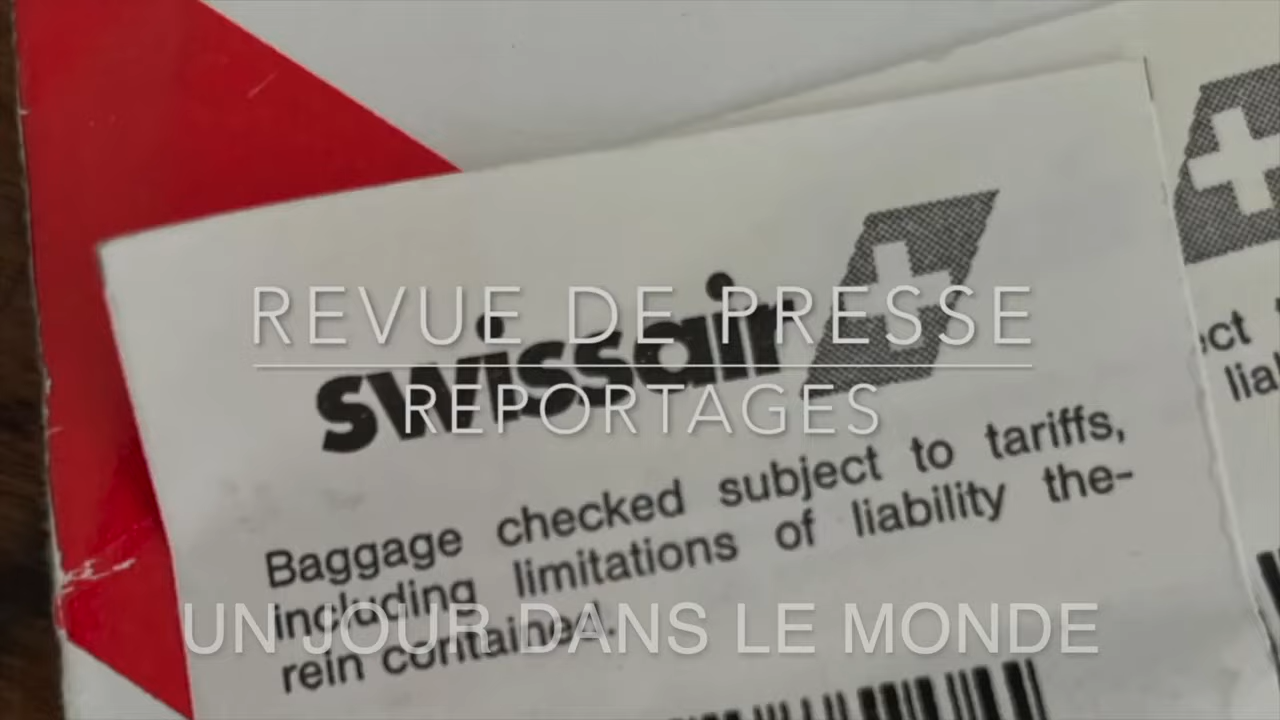 REVUE DE PRESSE
swissair
REPORTAGES
Baggage checked subject to tariffs,
including limitations of liability the-
rein contained.
UN JOUR DANS LE MONDE
ct
lia